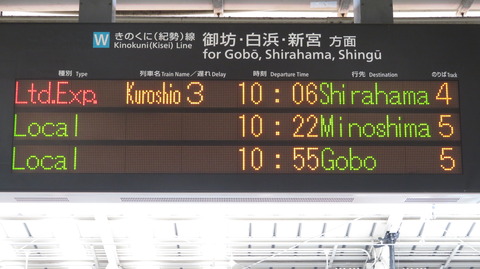 W きのくに(紀勢)線 御坊・白浜・新宮 方面
Kinokuni(Kisei) Line for Gobō, Shirahama, Shingū
種別 Type 列車名 Train Name/遅れ Delay 時刻 Departure Time 行先 Destination のりば Track
Ltd.Exp. Kuroshio 3 10:06 Shirahama 4
Local 10:22 Minoshima 5
Local 10:55 Gobo 5